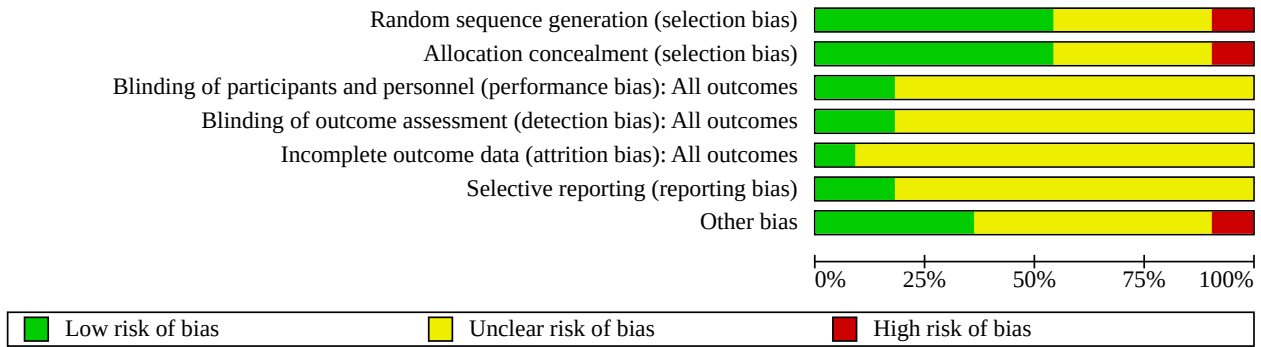 Random sequence generation (selection bias)
Allocation concealment (selection bias)
Blinding of participants and personnel (performance bias): All outcomes
Blinding of outcome assessment (detection bias): All outcomes
Incomplete outcome data (attrition bias): All outcomes
Selective reporting (reporting bias)
Other bias
0% 25% 50% 75% 100%
Low risk of bias Unclear risk of bias High risk of bias